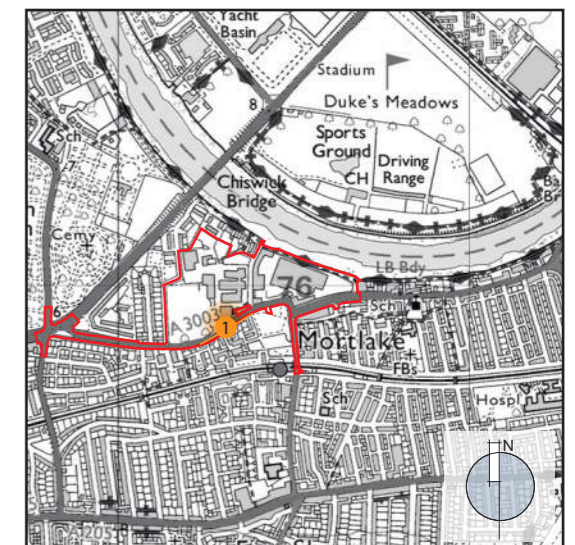 Yacht
Basin
Stadium
8
Duke's Meadows
Sch
Sports
Ground
Driving
Range
7
CH
Chiswick
Bridge
Cemy
76
LB Bdy
6
A 3003
1
Sch
Mortlake
FBs
Sch
Hospl
N
A 205